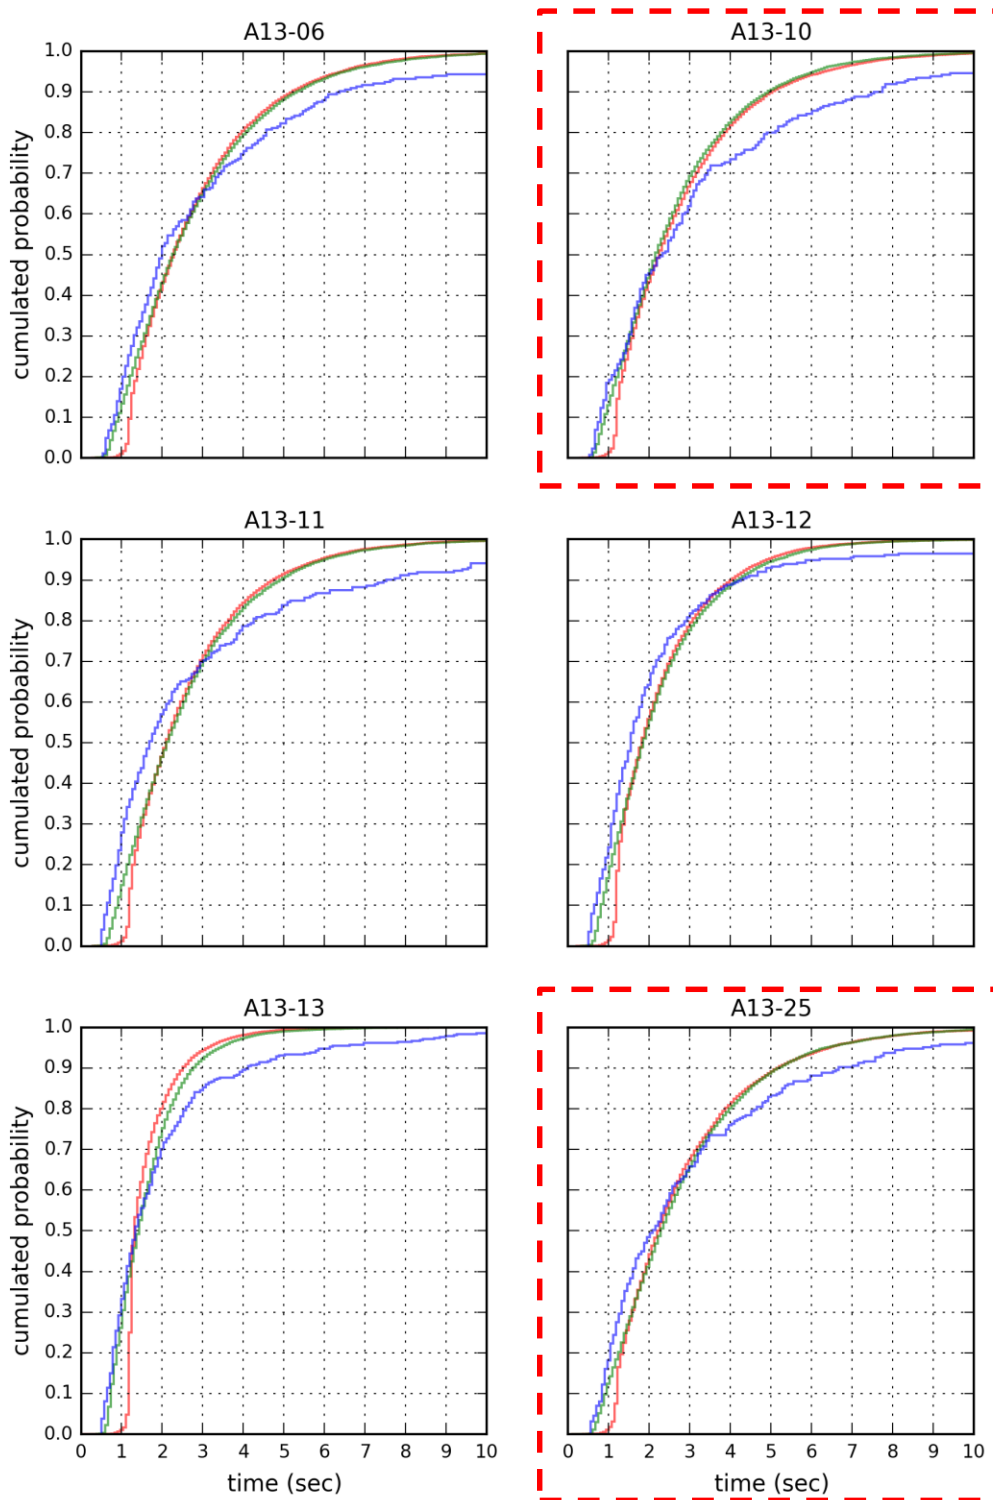 A13-06
A13-10
1.0
0.9
0.8
0.7
0.6
0.5
0.4
0.3
0.2
0.1
0.0
cumulated probability
A13-11
A13-12
1.0
0.9
0.8
0.7
0.6
0.5
0.4
0.3
0.2
0.1
0.0
cumulated probability
A13-13
A13-25
1.0
0.9
0.8
0.7
0.6
0.5
0.4
0.3
0.2
0.1
0.0
cumulated probability
0 1 2 3 4 5 6 7 8 9 10
0 1 2 3 4 5 6 7 8 9 10
time (sec)
time (sec)